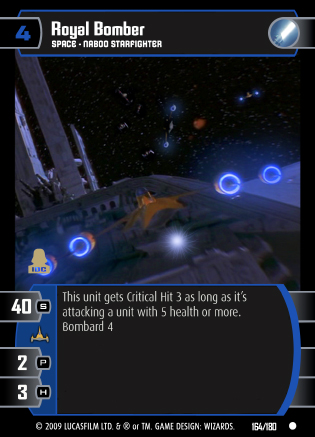 4
Royal Bomber
SPACE - NABOO STARFIGHTER
IDC
40 S
This unit gets Critical Hit 3 as long as it's
attacking a unit with 5 health or more.
Bombard 4
2 P
3 H
© 2009 LUCASFILM LTD. & ® or TM. GAME DESIGN: WIZARDS. 164/180